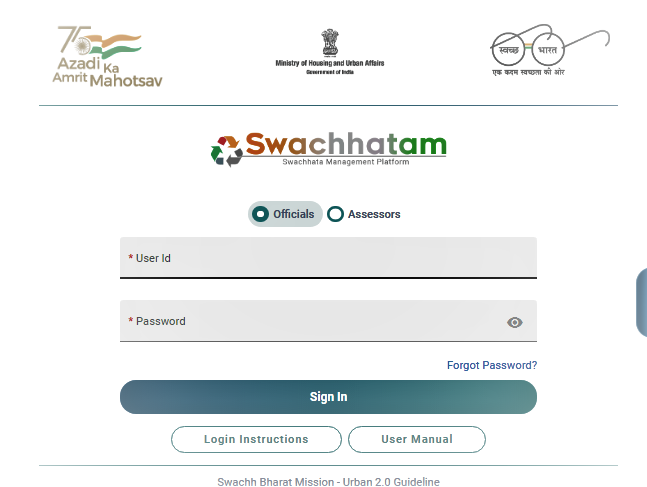 75
Azadi Ka
Amrit Mahotsav
Ministry of Housing and Urban Affairs
Government of India
स्वच्छ भारत
एक कदम स्वच्छता की ओर
Swachhatam
Swachhata Management Platform
Officials Assessors
* User Id
* Password
Forgot Password?
Sign In
Login Instructions User Manual
Swachh Bharat Mission - Urban 2.0 Guideline